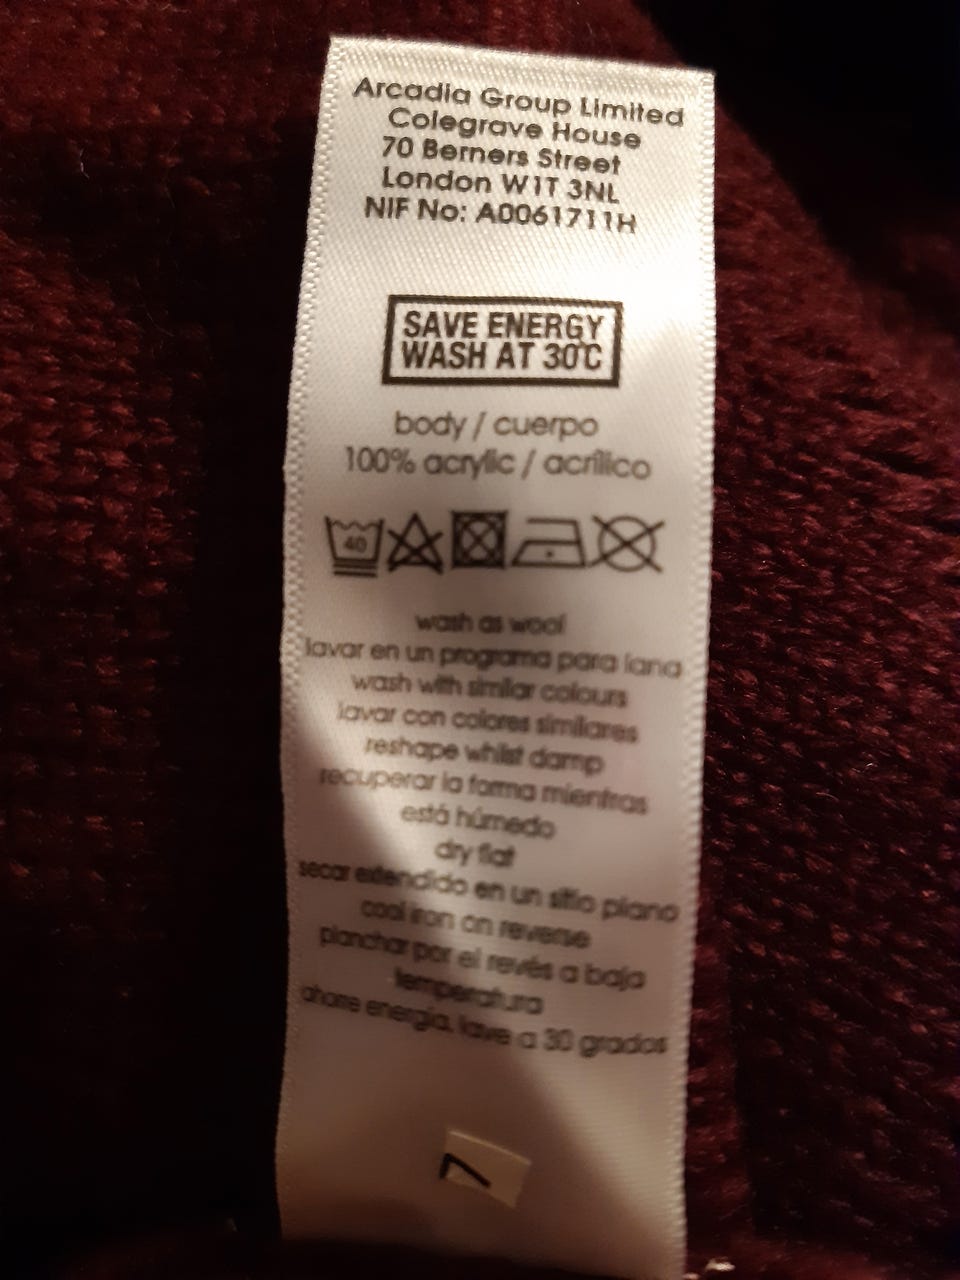 Arcadia Group Limited
Colegrave House
70 Berners Street
London W1T 3NL
NIF No: A0061711H
SAVE ENERGY
WASH AT 30°C
body / cuerpo
100% acrylic / acrílico
40
wash as wool
lavar en un programa para lana
wash with similar colours
lavar con colores similares
reshape whilst damp
recuperar la forma mientras
está húmedo
dry flat
secar extendido en un sitio plano
cool iron on reverse
planchar por el revés a baja
temperatura
ahorre energía. lave a 30 grados
7